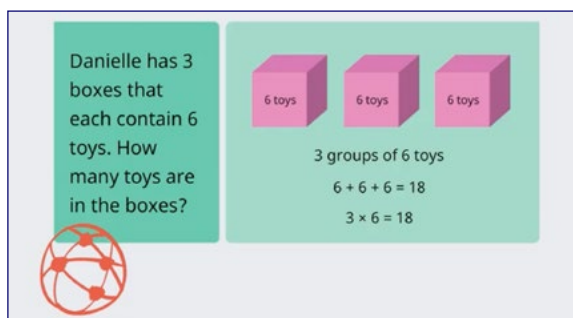 Danielle has 3
boxes that
each contain 6
toys. How
many toys are
in the boxes?
6 toys
6 toys
6 toys
3 groups of 6 toys
6 + 6 + 6 = 18
3 × 6 = 18